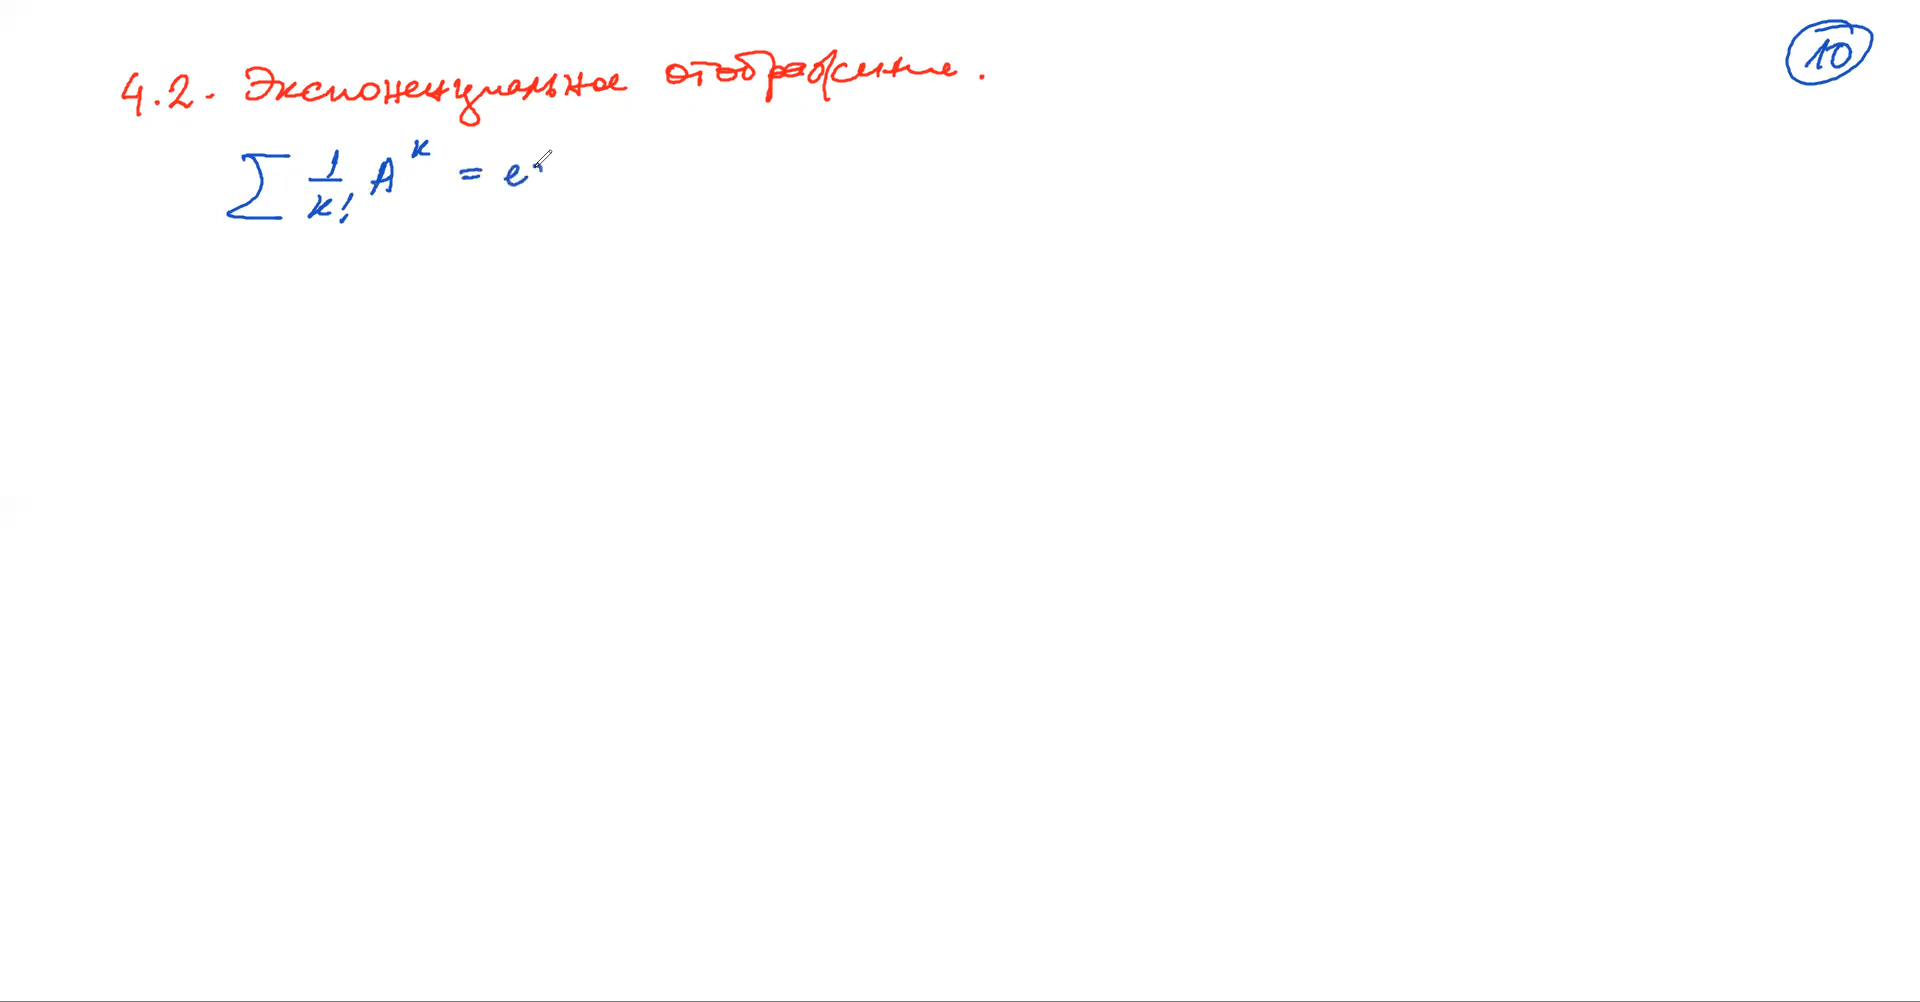 4.2. Экспоненциальное отображение.
10
∑ 1/k! A^k = e